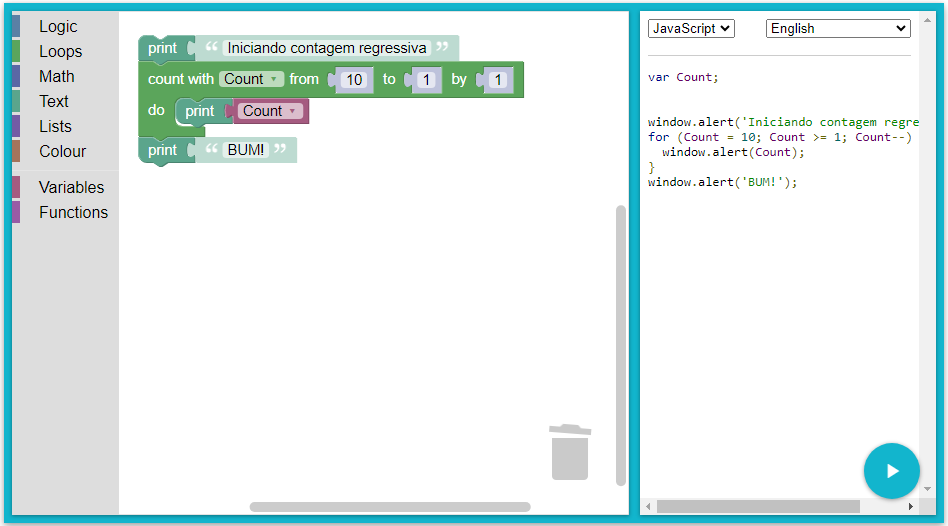 Logic
Loops
Math
Text
Lists
Colour
Variables
Functions
print “ Iniciando contagem regressiva ”
count with Count from 10 to 1 by 1
do print Count
print “ BUM! ”
JavaScript English
var Count;
window.alert('Iniciando contagem regre
for (Count = 10; Count >= 1; Count--)
window.alert(Count);
}
window.alert('BUM!');